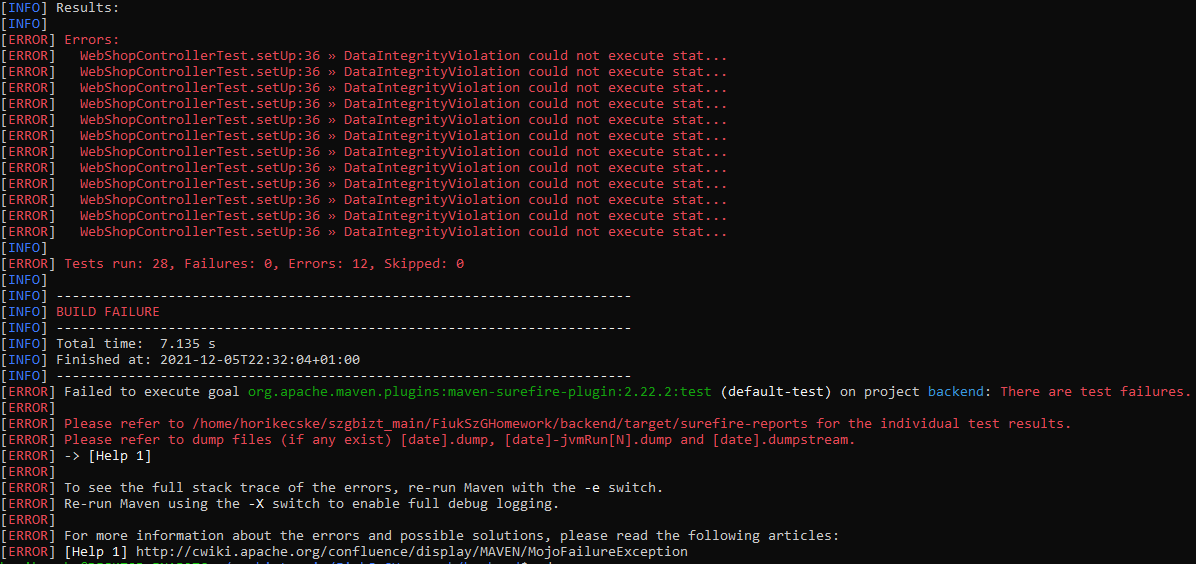 [INFO] Results:
[INFO]
[ERROR] Errors:
[ERROR]   WebShopControllerTest.setUp:36 » DataIntegrityViolation could not execute stat...
[ERROR]   WebShopControllerTest.setUp:36 » DataIntegrityViolation could not execute stat...
[ERROR]   WebShopControllerTest.setUp:36 » DataIntegrityViolation could not execute stat...
[ERROR]   WebShopControllerTest.setUp:36 » DataIntegrityViolation could not execute stat...
[ERROR]   WebShopControllerTest.setUp:36 » DataIntegrityViolation could not execute stat...
[ERROR]   WebShopControllerTest.setUp:36 » DataIntegrityViolation could not execute stat...
[ERROR]   WebShopControllerTest.setUp:36 » DataIntegrityViolation could not execute stat...
[ERROR]   WebShopControllerTest.setUp:36 » DataIntegrityViolation could not execute stat...
[ERROR]   WebShopControllerTest.setUp:36 » DataIntegrityViolation could not execute stat...
[ERROR]   WebShopControllerTest.setUp:36 » DataIntegrityViolation could not execute stat...
[ERROR]   WebShopControllerTest.setUp:36 » DataIntegrityViolation could not execute stat...
[ERROR]   WebShopControllerTest.setUp:36 » DataIntegrityViolation could not execute stat...
[INFO]
[ERROR] Tests run: 28, Failures: 0, Errors: 12, Skipped: 0
[INFO]
[INFO] ------------------------------------------------------------------------
[INFO] BUILD FAILURE
[INFO] ------------------------------------------------------------------------
[INFO] Total time:  7.135 s
[INFO] Finished at: 2021-12-05T22:32:04+01:00
[INFO] ------------------------------------------------------------------------
[ERROR] Failed to execute goal org.apache.maven.plugins:maven-surefire-plugin:2.22.2:test (default-test) on project backend: There are test failures.
[ERROR]
[ERROR] Please refer to /home/horikecske/szgbizt_main/FiukSzGHomework/backend/target/surefire-reports for the individual test results.
[ERROR] Please refer to dump files (if any exist) [date].dump, [date]-jvmRun[N].dump and [date].dumpstream.
[ERROR] -> [Help 1]
[ERROR]
[ERROR] To see the full stack trace of the errors, re-run Maven with the -e switch.
[ERROR] Re-run Maven using the -X switch to enable full debug logging.
[ERROR]
[ERROR] For more information about the errors and possible solutions, please read the following articles:
[ERROR] [Help 1] http://cwiki.apache.org/confluence/display/MAVEN/MojoFailureException